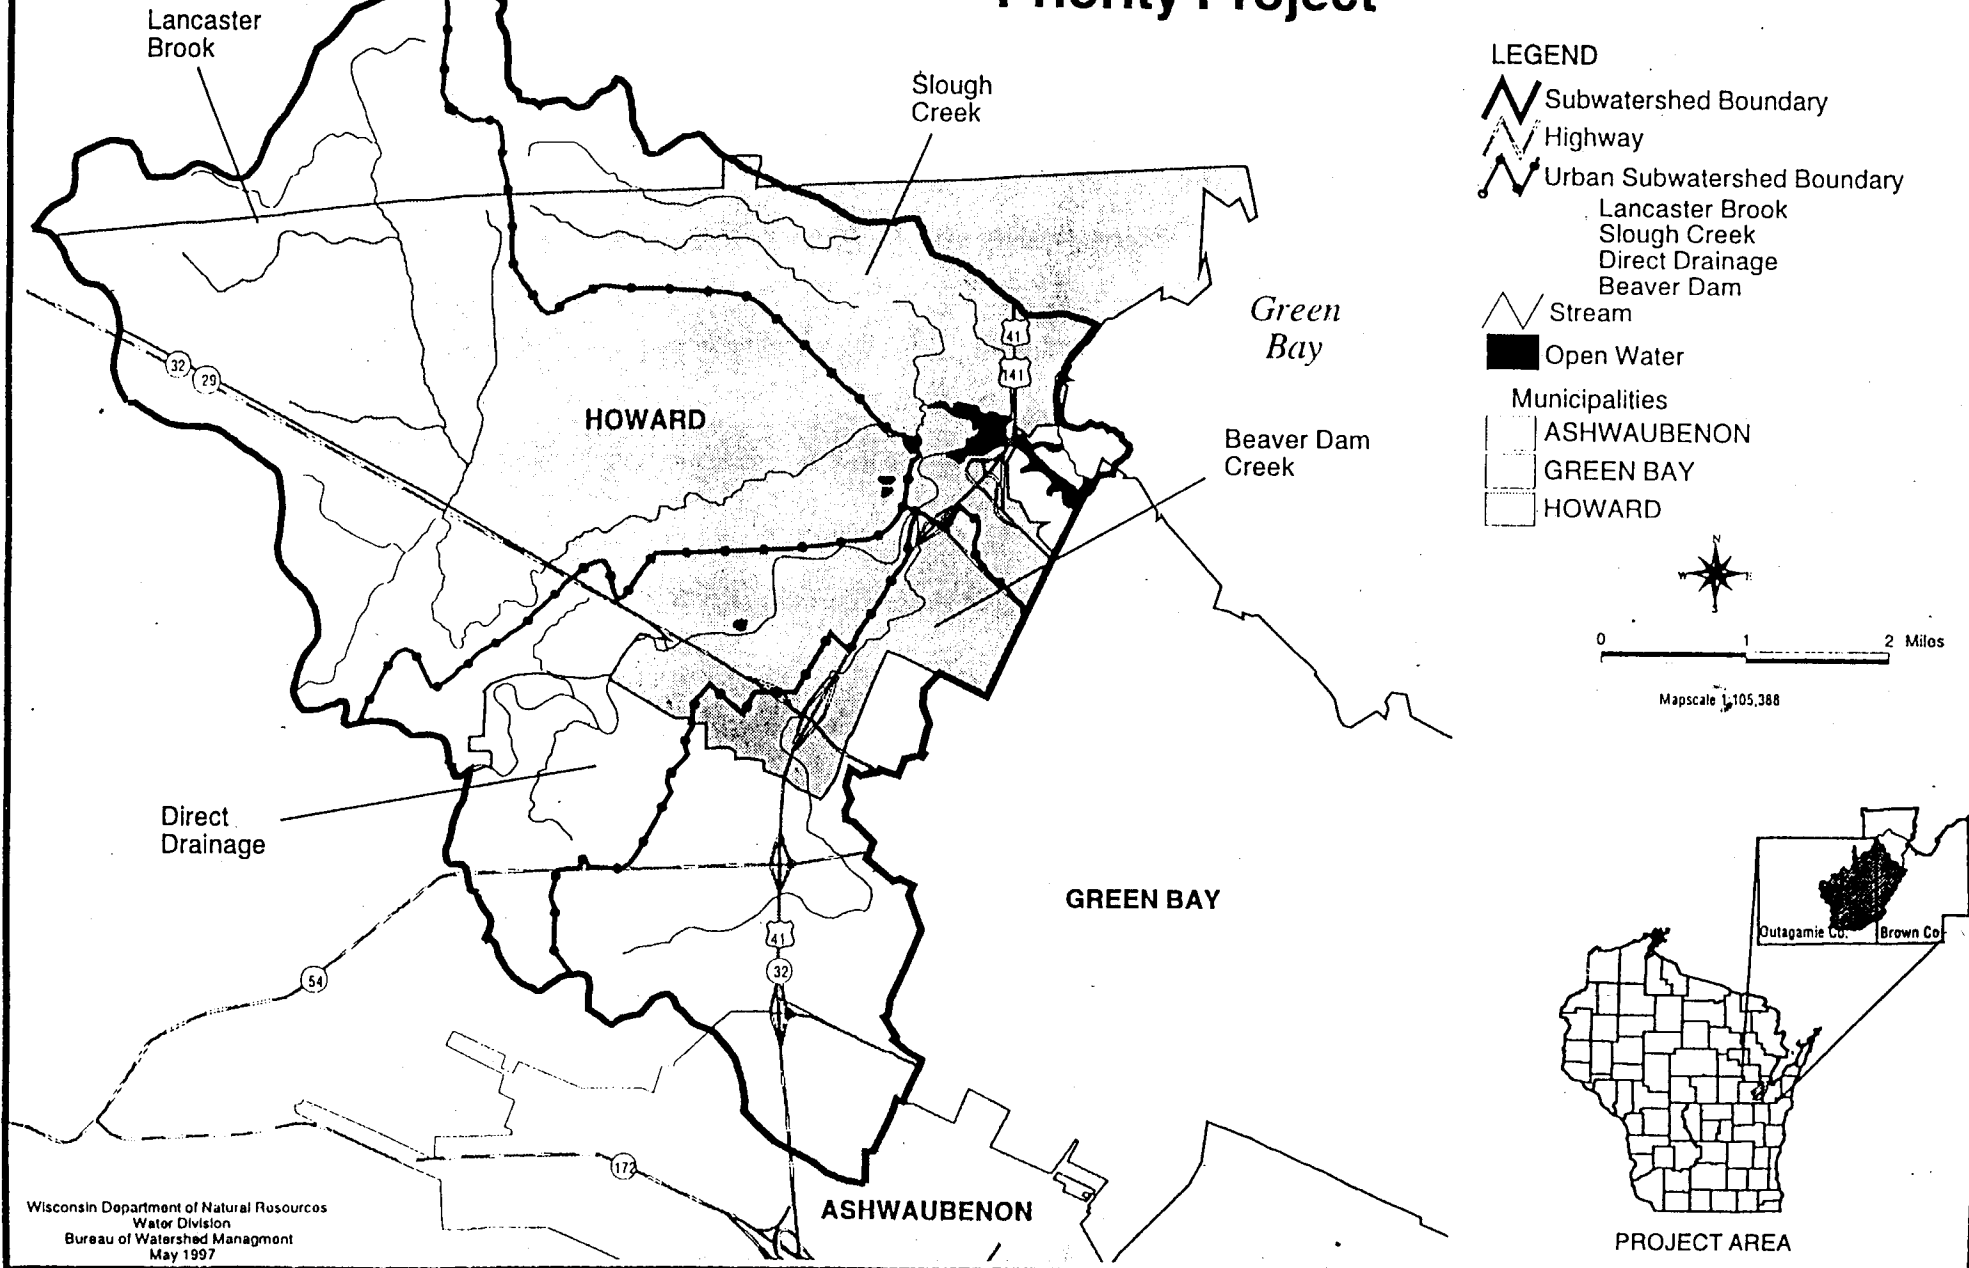 Priority Project
Lancaster
Brook
Slough
Creek
LEGEND
Subwatershed Boundary
Highway
Urban Subwatershed Boundary
Lancaster Brook
Slough Creek
Direct Drainage
Beaver Dam
Stream
Open Water
Municipalities
ASHWAUBENON
GREEN BAY
HOWARD
Green
Bay
41
141
32
29
HOWARD
Beaver Dam
Creek
N
W
E
S
0 1 2 Miles
Mapscale 1:105,388
Direct
Drainage
GREEN BAY
41
32
54
172
Outagamie Co.
Brown Co
ASHWAUBENON
Wisconsin Department of Natural Resources
Water Division
Bureau of Watershed Managment
May 1997
PROJECT AREA